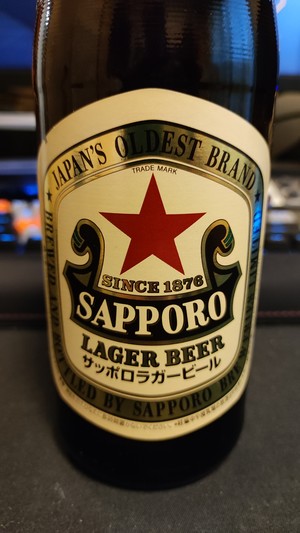 JAPAN'S OLDEST BRAND
TRADE MARK
SINCE 1876
SAPPORO
LAGER BEER
サッポロラガービール
BREWED AND BOTTLED BY SAPPORO